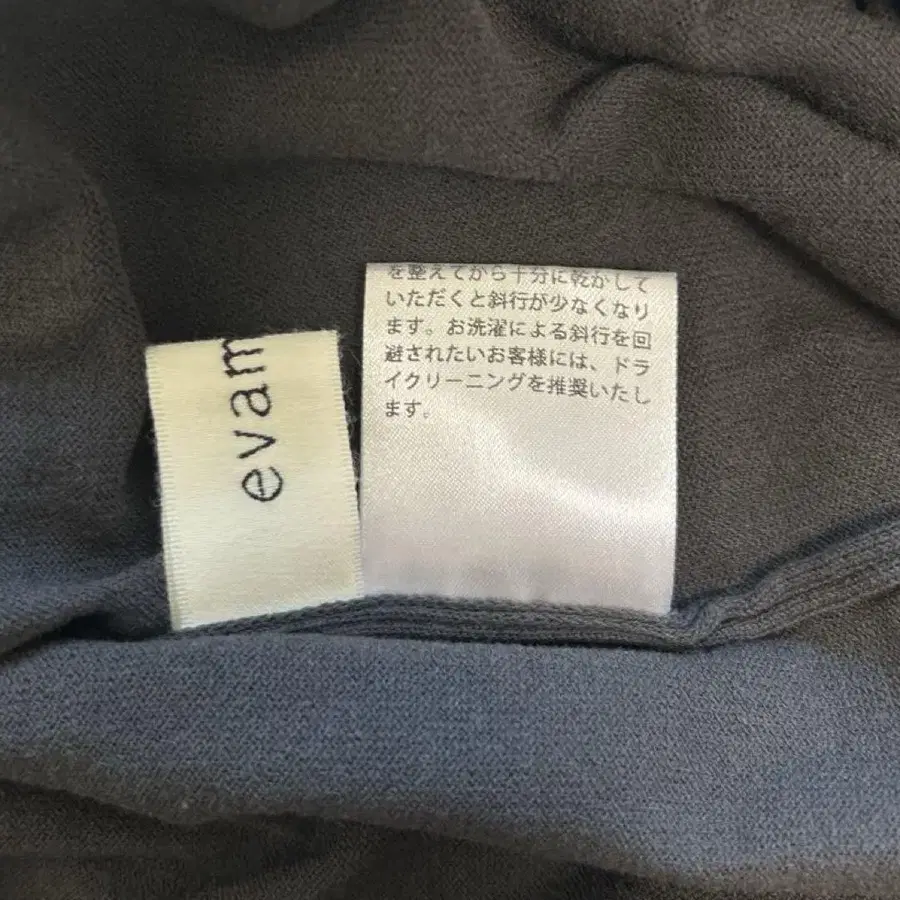 evam
を整えてから十分に乾かして
いただくと斜行が少なくなり
ます。お洗濯による斜行を回
避されたいお客様には、ドラ
イクリーニングを推奨いたし
ます。